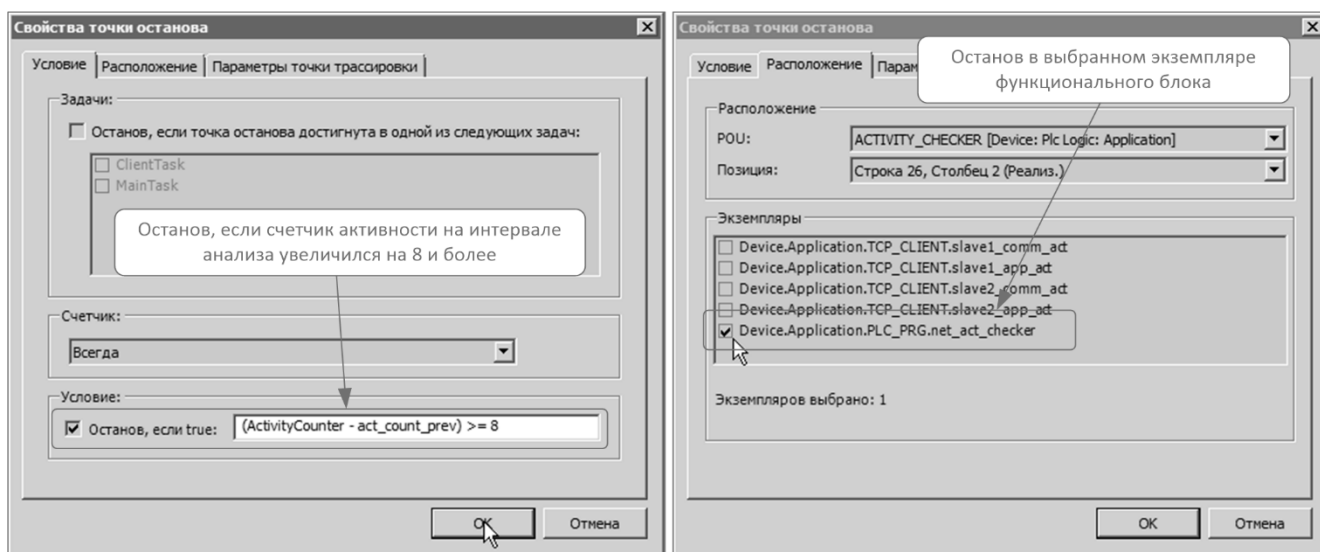 Свойства точки останова
Условие Расположение Параметры точки трассировки
Задачи:
Останов, если точка останова достигнута в одной из следующих задач:
ClientTask
MainTask
Останов, если счетчик активности на интервале
анализа увеличился на 8 и более
Счетчик:
Всегда
Условие:
Останов, если true: (ActivityCounter - act_count_prev) >= 8
OK Отмена
Свойства точки останова
Останов в выбранном экземпляре
функционального блока
Условие Расположение Парам
Расположение
POU: ACTIVITY_CHECKER [Device: Plc Logic: Application]
Позиция: Строка 26, Столбец 2 (Реализ.)
Экземпляры
Device.Application.TCP_CLIENT.slave1_comm_act
Device.Application.TCP_CLIENT.slave1_app_act
Device.Application.TCP_CLIENT.slave2_comm_act
Device.Application.TCP_CLIENT.slave2_app_act
Device.Application.PLC_PRG.net_act_checker
Экземпляров выбрано: 1
OK Отмена